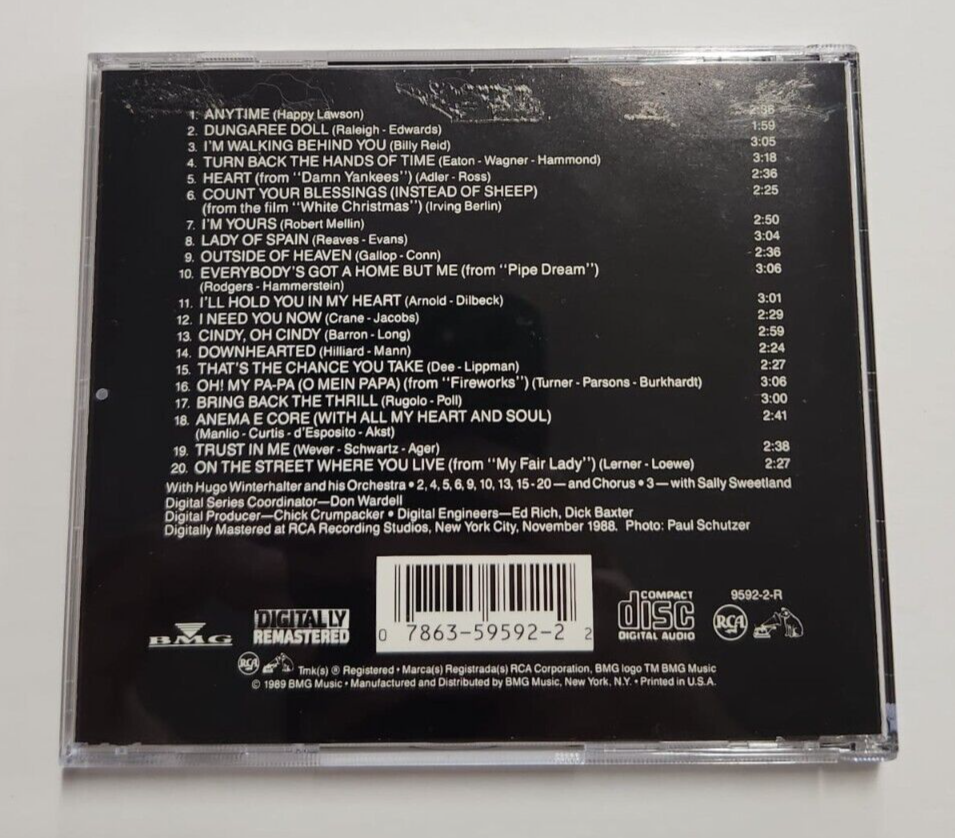 1. ANYTIME (Happy Lawson) 2:38
2. DUNGAREE DOLL (Raleigh - Edwards) 1:59
3. I'M WALKING BEHIND YOU (Billy Reid) 3:05
4. TURN BACK THE HANDS OF TIME (Eaton - Wagner - Hammond) 3:18
5. HEART (from "Damn Yankees") (Adler - Ross) 2:36
6. COUNT YOUR BLESSINGS (INSTEAD OF SHEEP) 2:25
(from the film "White Christmas") (Irving Berlin)
7. I'M YOURS (Robert Mellin) 2:50
8. LADY OF SPAIN (Reaves - Evans) 3:04
9. OUTSIDE OF HEAVEN (Gallop - Conn) 2:36
10. EVERYBODY'S GOT A HOME BUT ME (from "Pipe Dream") 3:06
(Rodgers - Hammerstein)
11. I'LL HOLD YOU IN MY HEART (Arnold - Dilbeck) 3:01
12. I NEED YOU NOW (Crane - Jacobs) 2:29
13. CINDY, OH CINDY (Barron - Long) 2:59
14. DOWNHEARTED (Hilliard - Mann) 2:24
15. THAT'S THE CHANCE YOU TAKE (Dee - Lippman) 2:27
16. OH! MY PA-PA (O MEIN PAPA) (from "Fireworks") (Turner - Parsons - Burkhardt) 3:06
17. BRING BACK THE THRILL (Rugolo - Poll) 3:00
18. ANEMA E CORE (WITH ALL MY HEART AND SOUL) 2:41
(Manlio - Curtis - d'Esposito - Akst)
19. TRUST IN ME (Wever - Schwartz - Ager) 2:38
20. ON THE STREET WHERE YOU LIVE (from "My Fair Lady") (Lerner - Loewe) 2:27
With Hugo Winterhalter and his Orchestra • 2, 4, 5, 6, 9, 10, 13, 15 - 20 — and Chorus • 3 — with Sally Sweetland
Digital Series Coordinator—Don Wardell
Digital Producer—Chick Crumpacker • Digital Engineers—Ed Rich, Dick Baxter
Digitally Mastered at RCA Recording Studios, New York City, November 1988. Photo: Paul Schutzer
BMG
DIGITALLY
REMASTERED
0 7863-59592-2 2
COMPACT
disc
DIGITAL AUDIO
9592-2-R
RCA
RCA Tmk(s) ® Registered • Marca(s) Registrada(s) RCA Corporation, BMG logo TM BMG Music
© 1989 BMG Music • Manufactured and Distributed by BMG Music, New York, N.Y. • Printed in U.S.A.